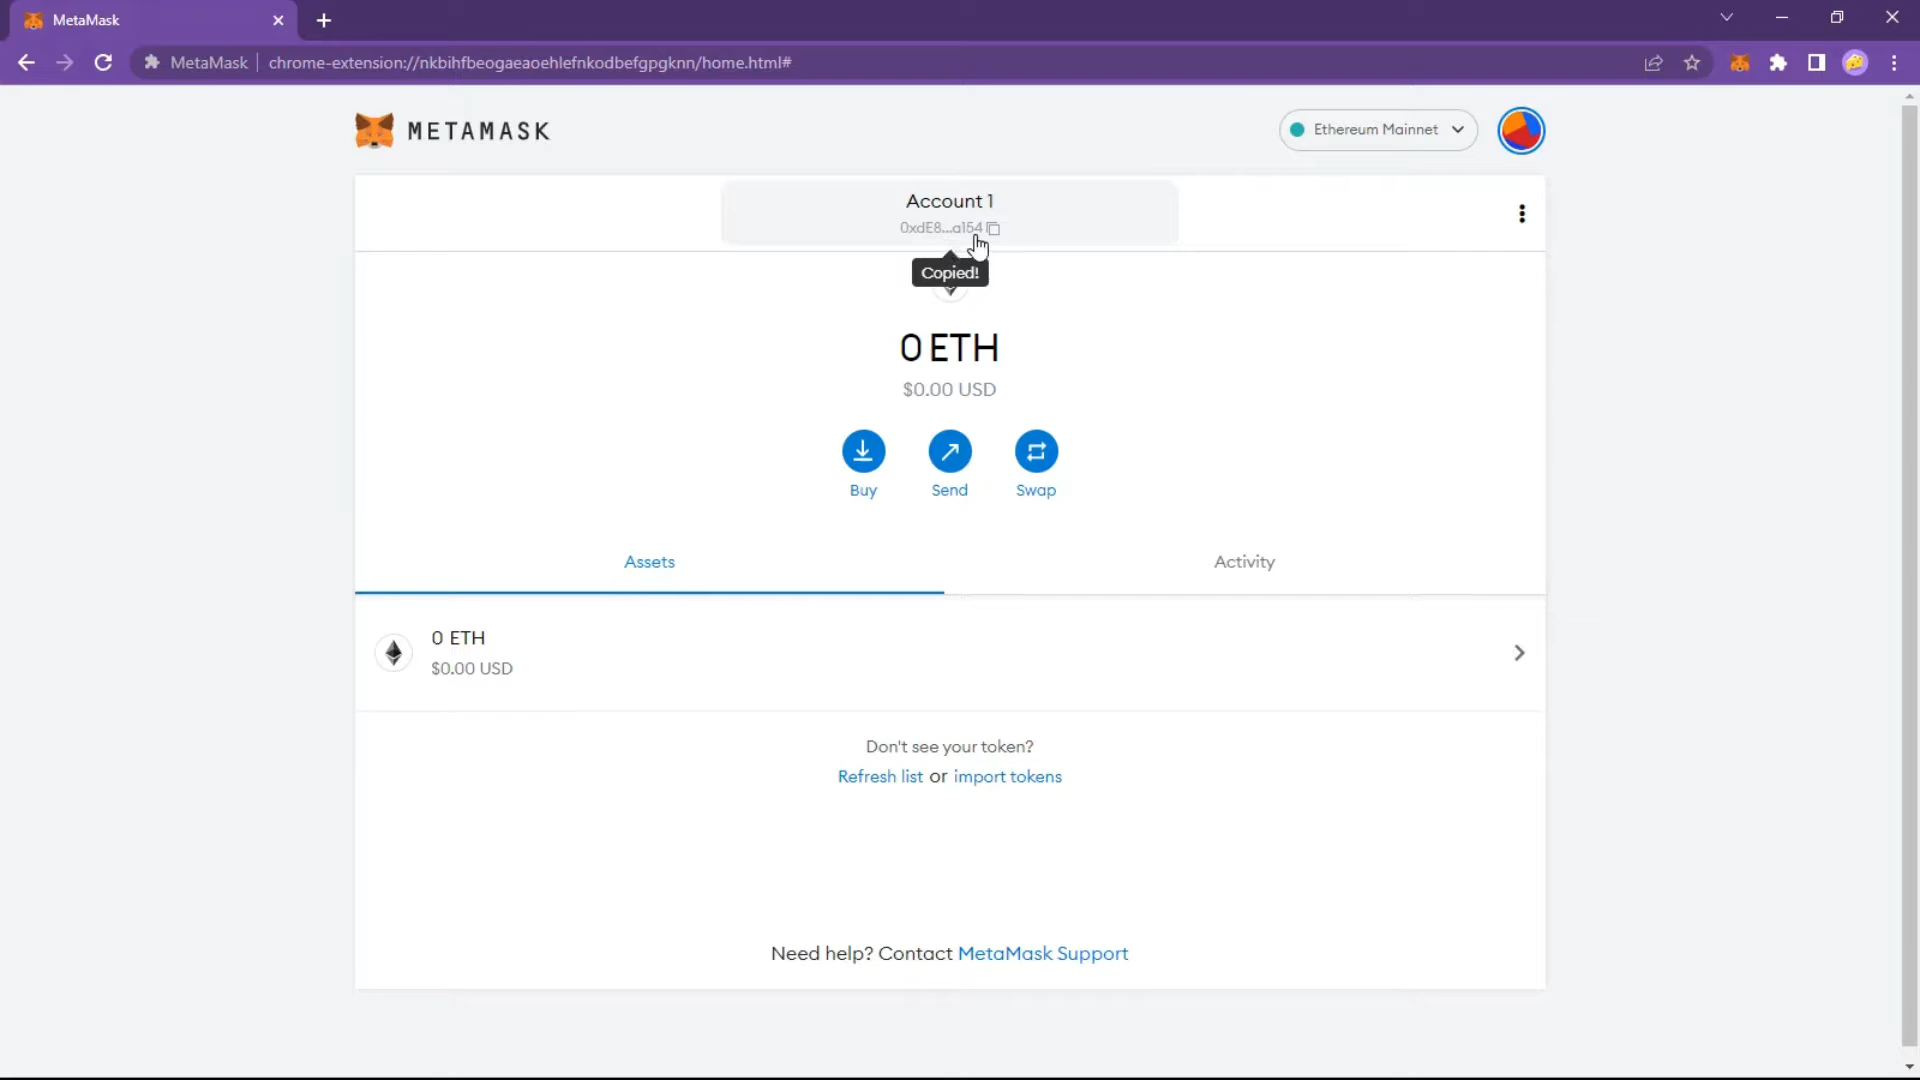 MetaMask
MetaMask | chrome-extension://nkbihfbeogaeaoehlefnkodbefgpgknn/home.html#
METAMASK
Ethereum Mainnet
Account 1
0xdE8...a154
Copied!
0 ETH
$0.00 USD
Buy
Send
Swap
Assets
Activity
0 ETH
$0.00 USD
Don't see your token?
Refresh list or import tokens
Need help? Contact MetaMask Support